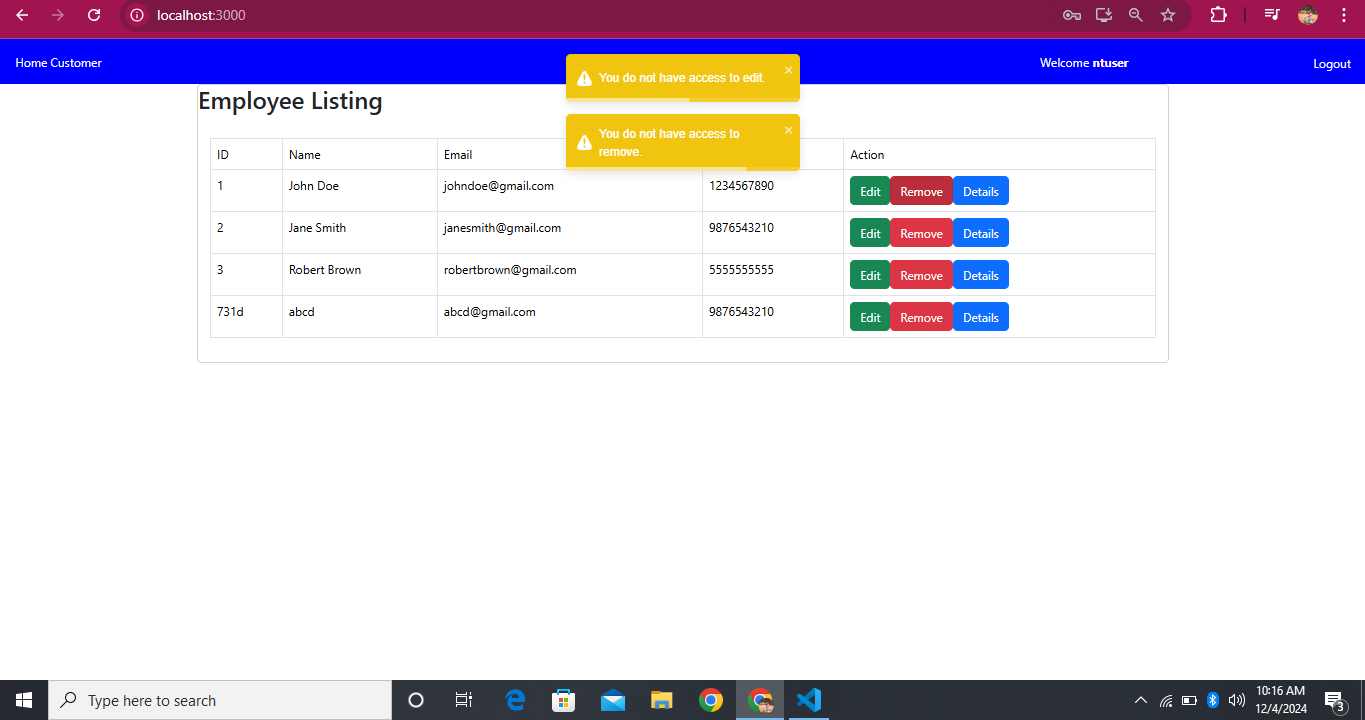 localhost:3000
Home Customer
Welcome ntuser
Logout
You do not have access to edit.
You do not have access to
remove.
Employee Listing
ID Name Email Action
1 John Doe johndoe@gmail.com 1234567890 Edit Remove Details
2 Jane Smith janesmith@gmail.com 9876543210 Edit Remove Details
3 Robert Brown robertbrown@gmail.com 5555555555 Edit Remove Details
731d abcd abcd@gmail.com 9876543210 Edit Remove Details
Type here to search
10:16 AM
12/4/2024
3